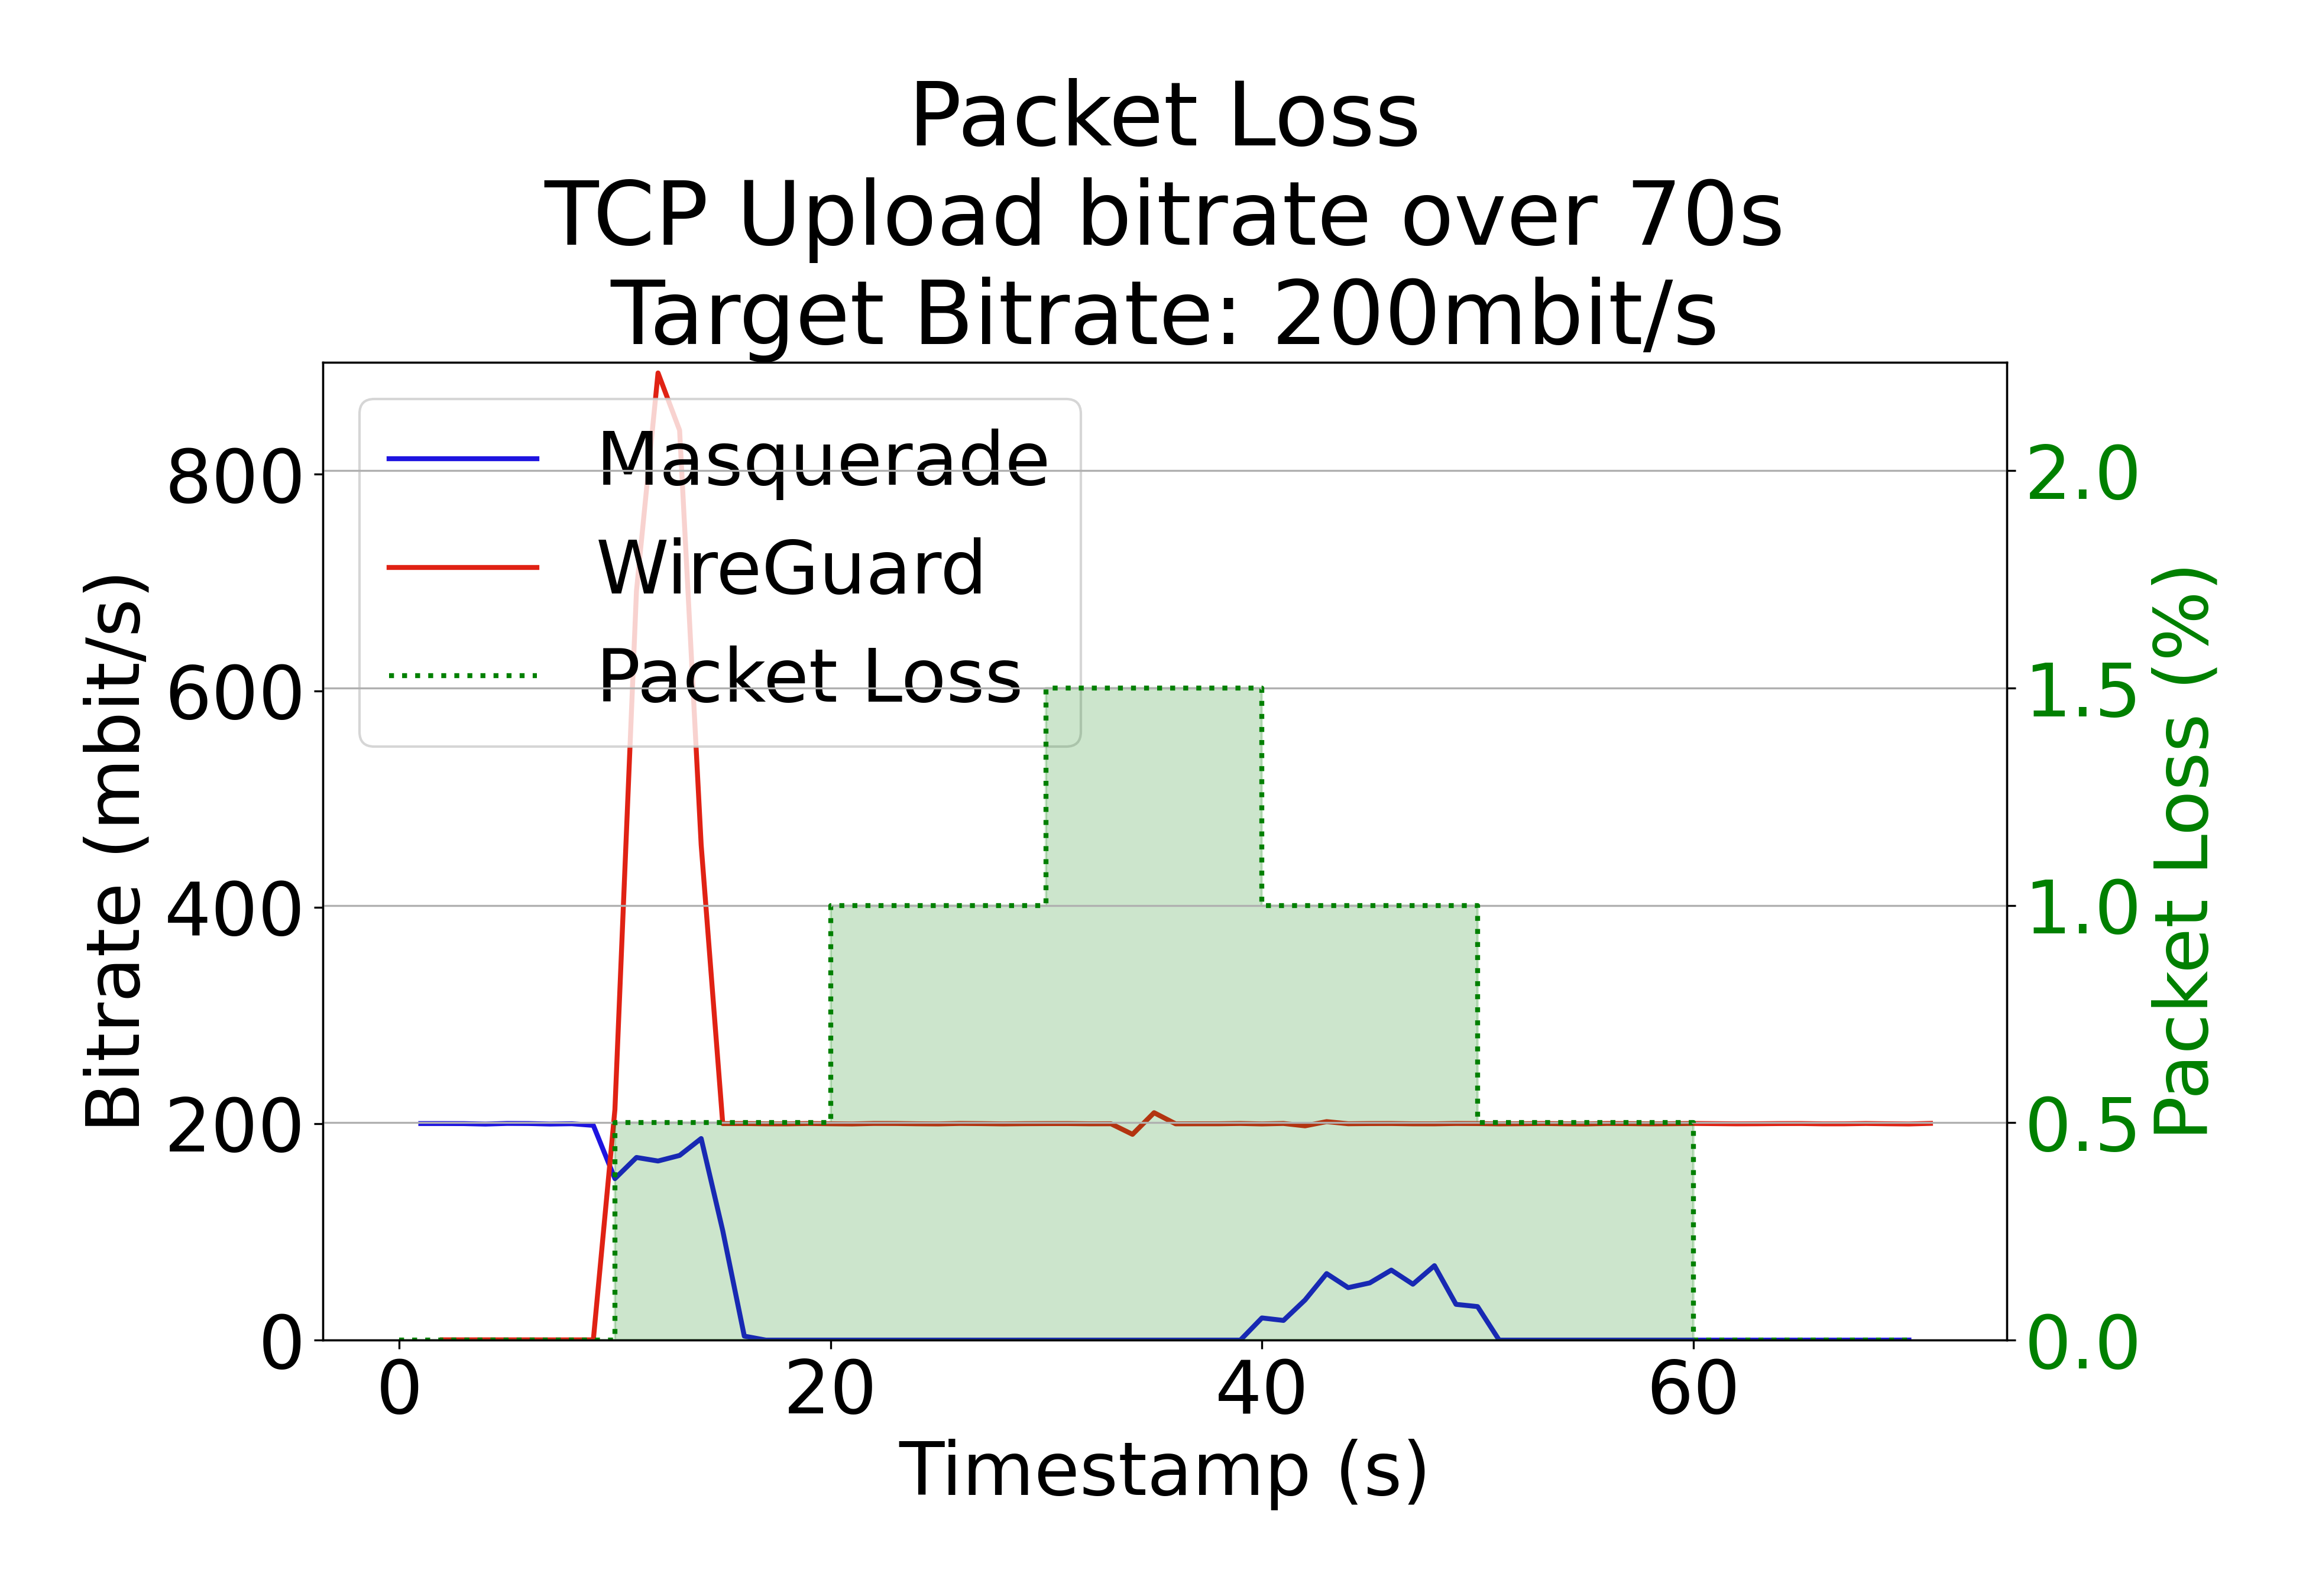 Packet Loss
TCP Upload bitrate over 70s
Target Bitrate: 200mbit/s
Masquerade
WireGuard
Packet Loss
Bitrate (mbit/s)
800
600
400
200
0
2.0
1.5
1.0
0.5
0.0
Packet Loss (%)
0 20 40 60
Timestamp (s)